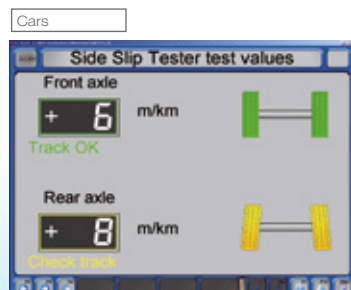 Cars
Side Slip Tester test values
Front axle
+ 6 m/km
Track OK
Rear axle
+ 8 m/km
Check track